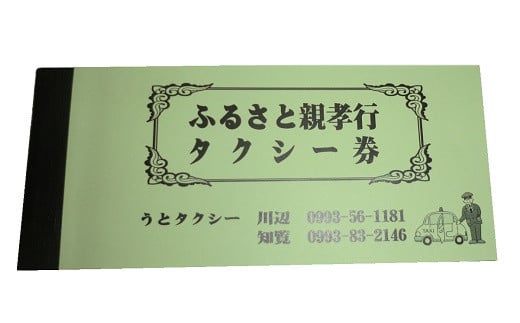 ふるさと親孝行
タクシー券
うとタクシー 川辺 0993-56-1181
知覧 0993-83-2146
TAXI